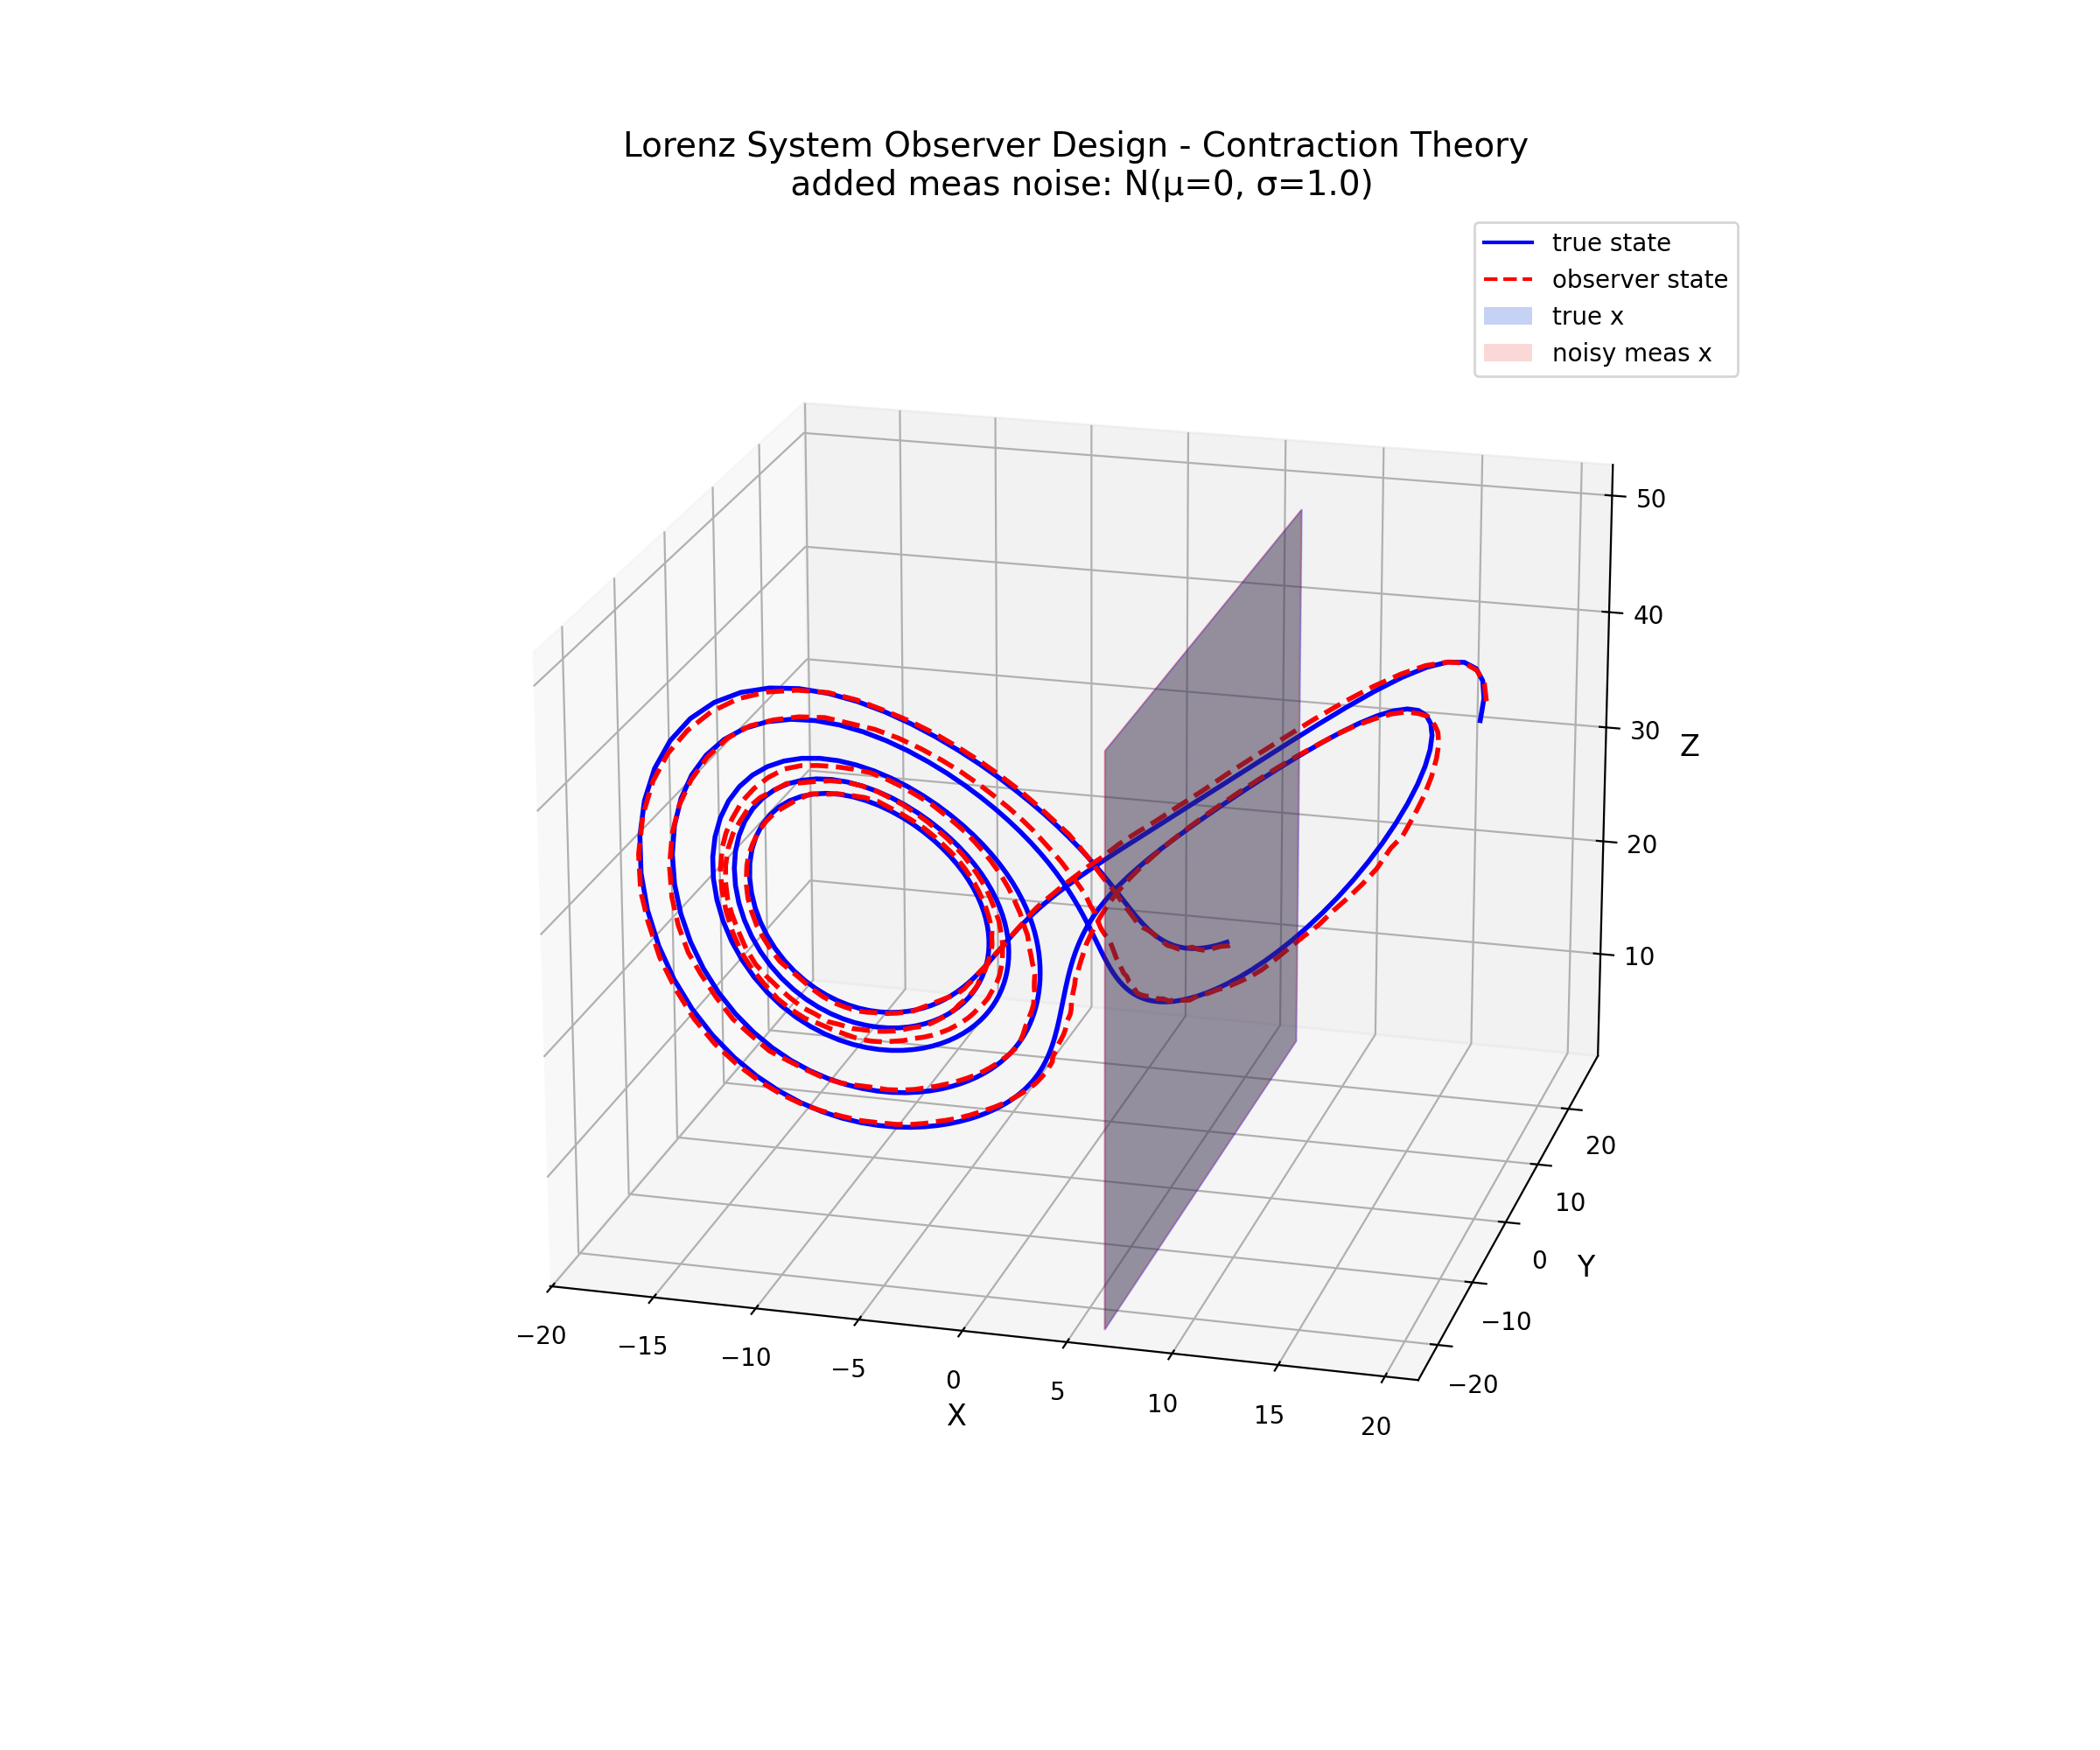 Lorenz System Observer Design - Contraction Theory
added meas noise: N(μ=0, σ=1.0)
true state
observer state
true x
noisy meas x
50
40
30
Z
20
10
20
10
0
Y
−10
−20
−20
−15
−10
−5
0
5
10
15
20
X